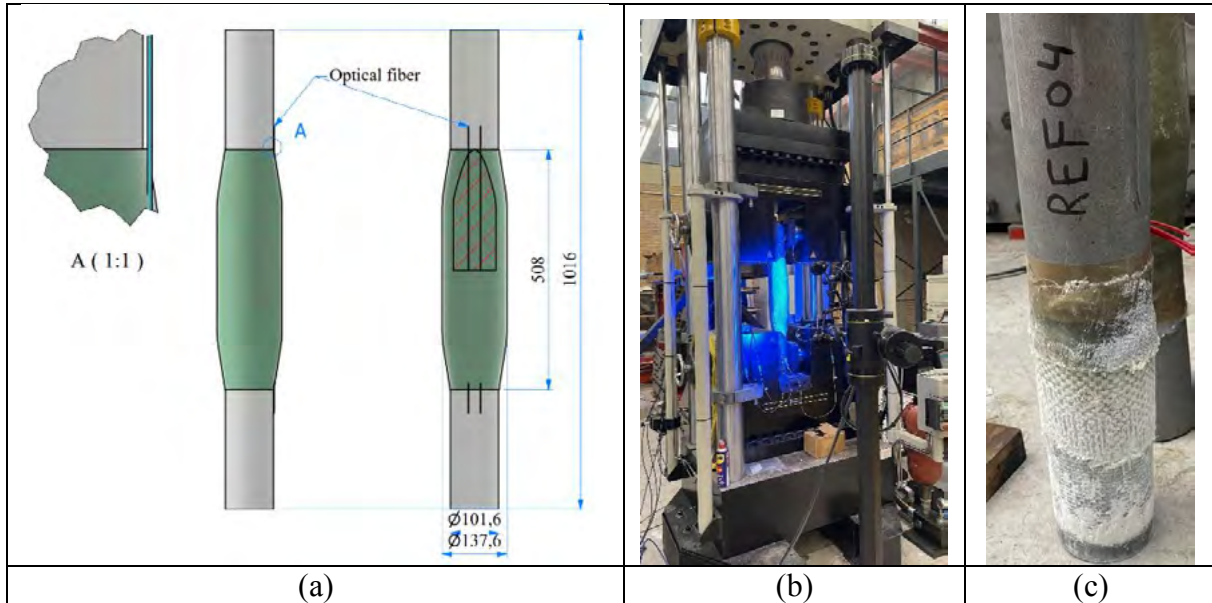 Optical fiber
A
A ( 1:1 )
508
1016
Ø101,6
Ø137,6
REF04
(a)
(b)
(c)